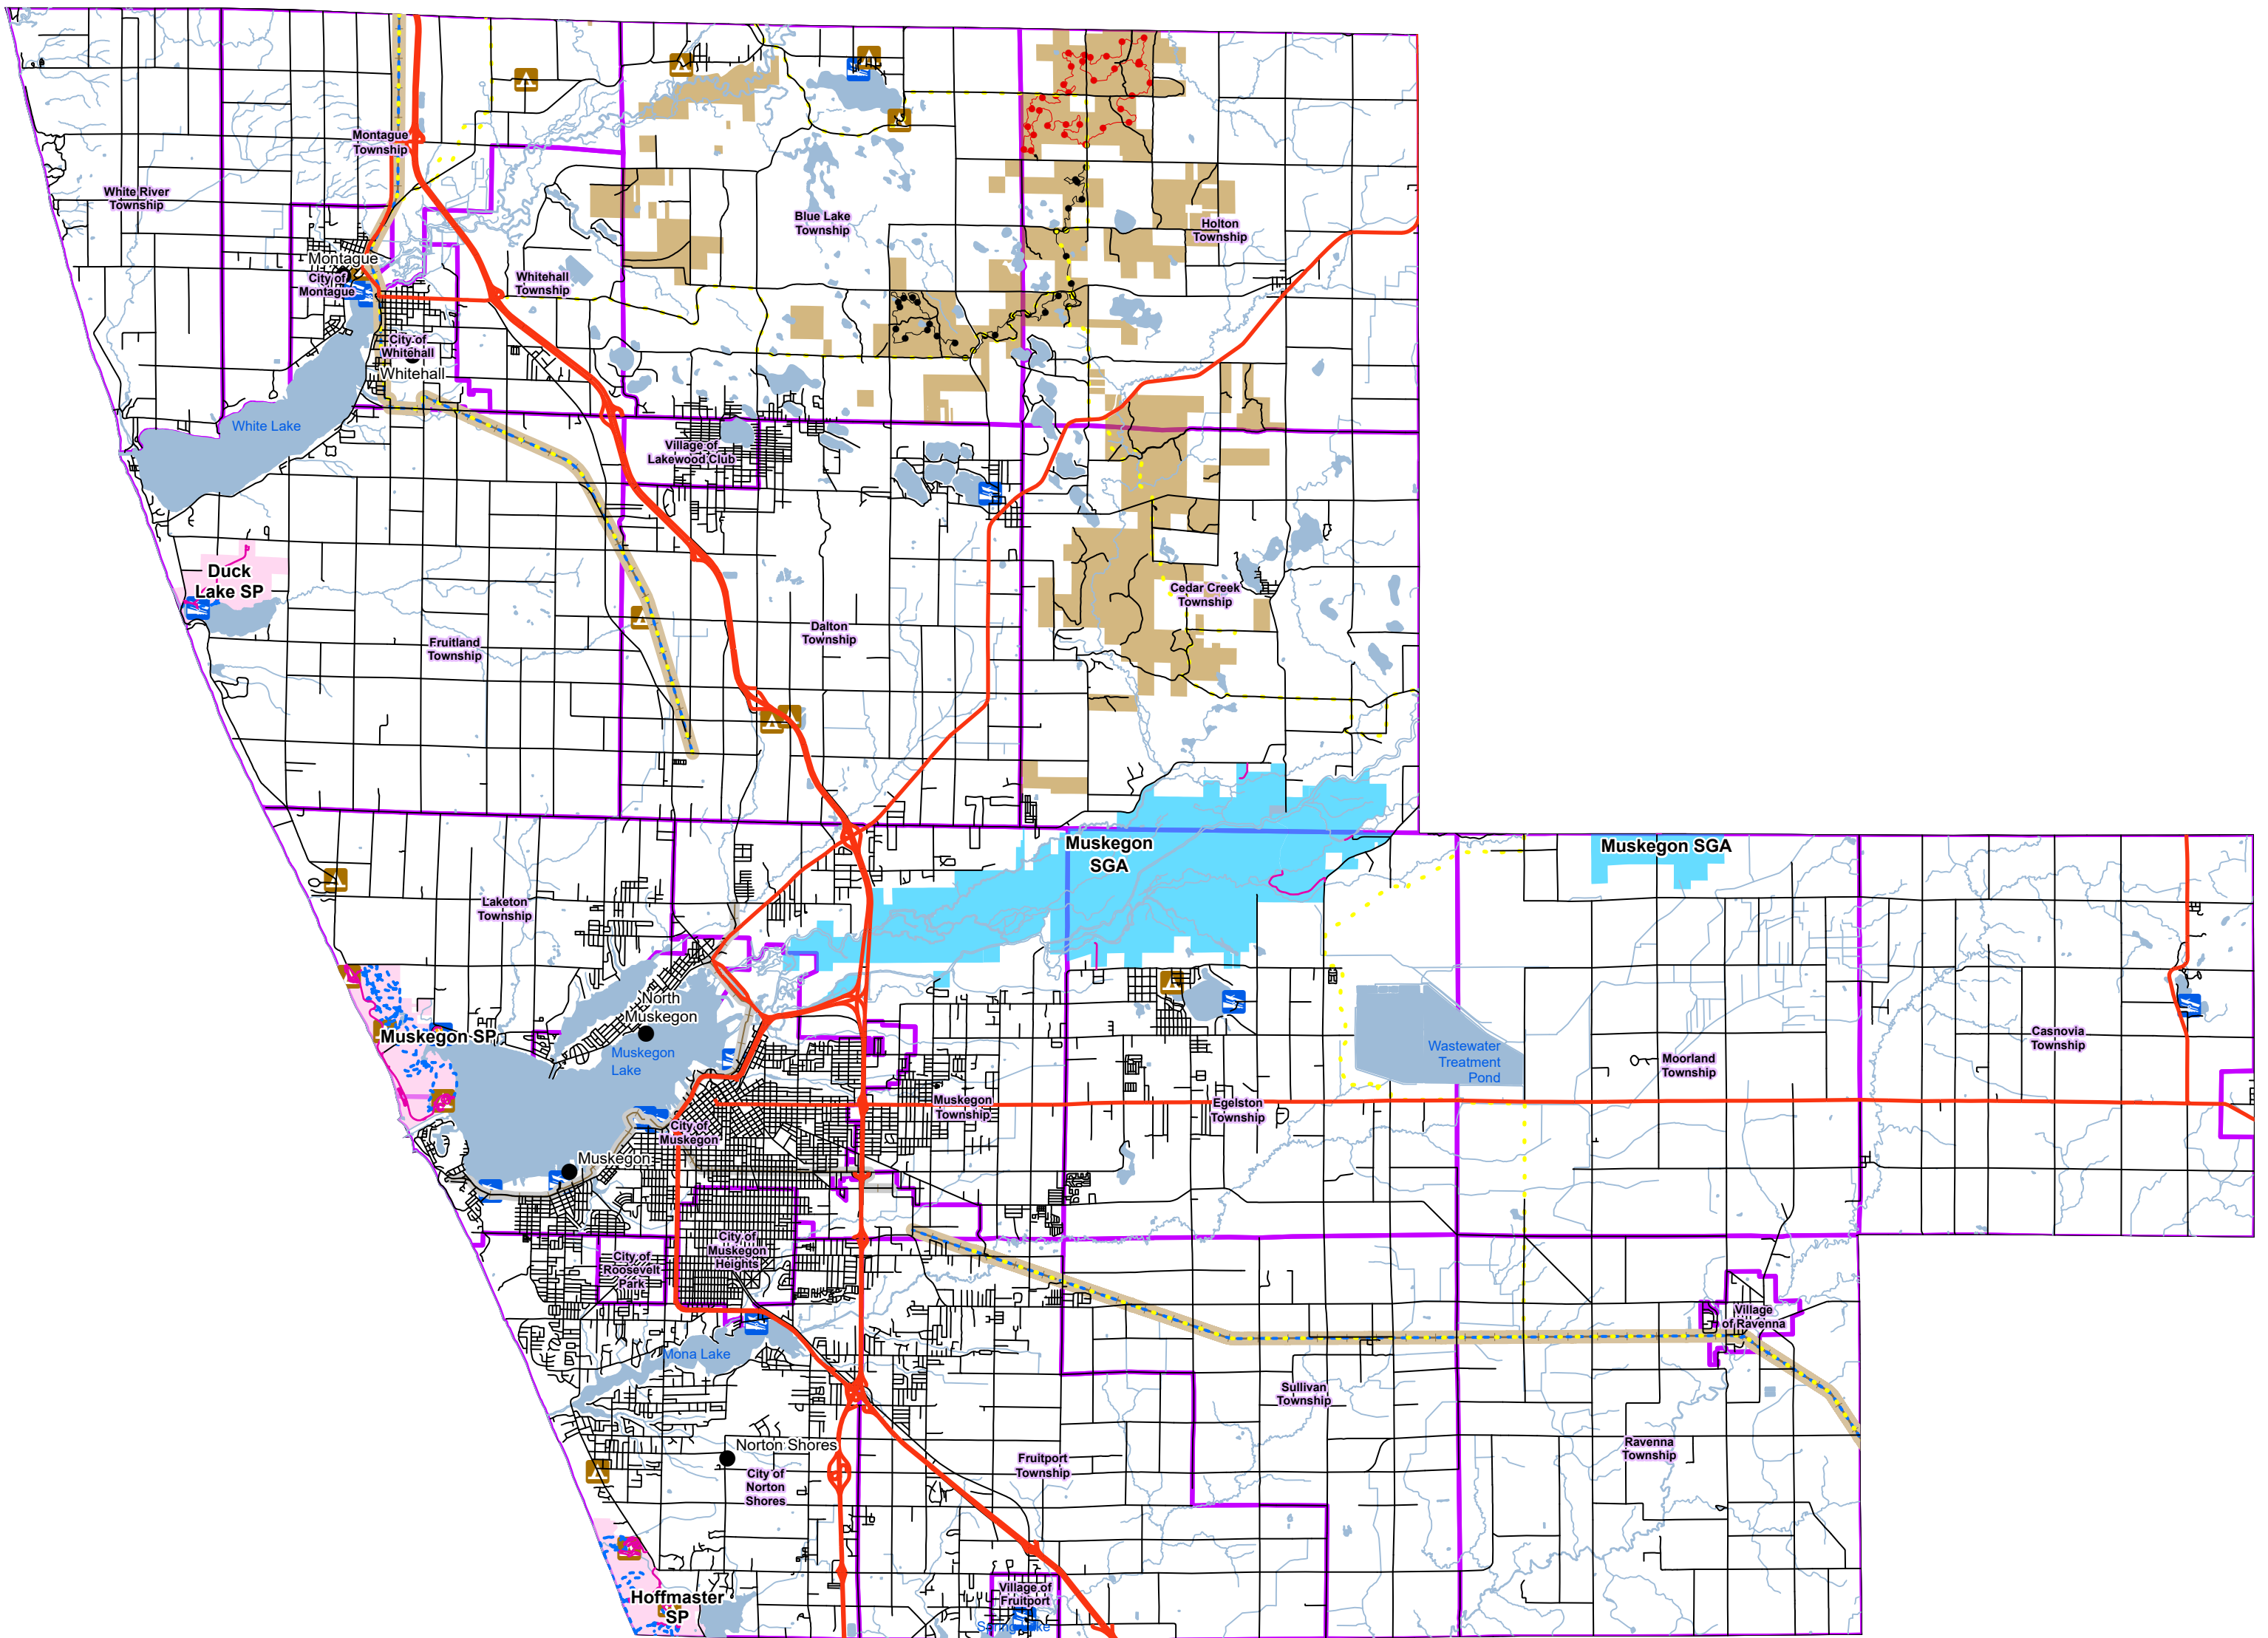 Montague
Township
White River
Township
Blue Lake
Township
Holton
Township
Montague
City of
Montague
Whitehall
Township
City of
Whitehall
Whitehall
White Lake
Village of
Lakewood Club
Duck
Lake SP
Cedar Creek
Township
Fruitland
Township
Dalton
Township
Muskegon
SGA
Muskegon SGA
Laketon
Township
North
Muskegon
Muskegon SP
Muskegon
Lake
Wastewater
Treatment
Pond
Moorland
Township
Casnovia
Township
Muskegon
Township
Egelston
Township
City of
Muskegon
Muskegon
City of
Muskegon
Heights
City of
Roosevelt
Park
Village
of Ravenna
Mona Lake
Sullivan
Township
Norton Shores
City of
Norton
Shores
Fruitport
Township
Ravenna
Township
Hoffmaster
SP
Village of
Fruitport
Spring Lake